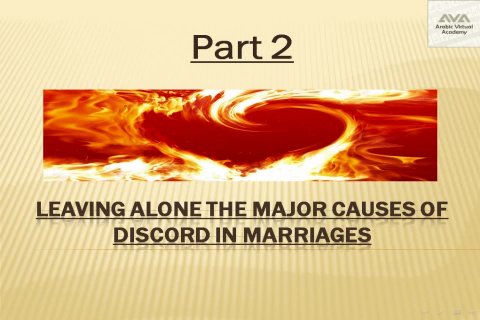 AVA
Arabic Virtual
Academy
Part 2
LEAVING ALONE THE MAJOR CAUSES OF
DISCORD IN MARRIAGES